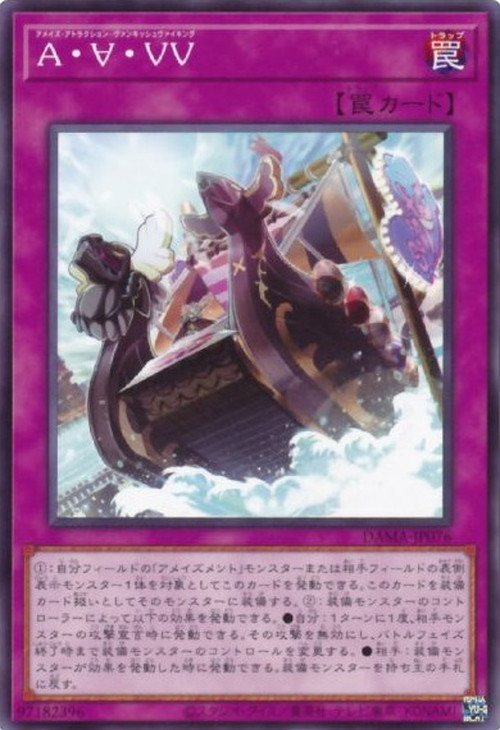 アメイズ・アトラクション・ヴァンキッシュヴァイキング
A・∀・VV
トラップ
罠
【罠カード】
DAMA-JP076
①:自分フィールドの「アメイズメント」モンスターまたは相手フィールドの表側
表示モンスター1体を対象としてこのカードを発動できる。このカードを装備
カード扱いとしてそのモンスターに装備する。②:装備モンスターのコント
ローラーによって以下の効果を発動できる。●自分:1ターンに1度、相手モン
スターの攻撃宣言時に発動できる。その攻撃を無効にし、バトルフェイズ
終了時まで装備モンスターのコントロールを変更する。●相手:装備モン
スターが効果を発動した時に発動できる。装備モンスターを持ち主の手札
に戻す。
97182396
©スタジオ・ダイス/集英社・テレビ東京・KONAMI